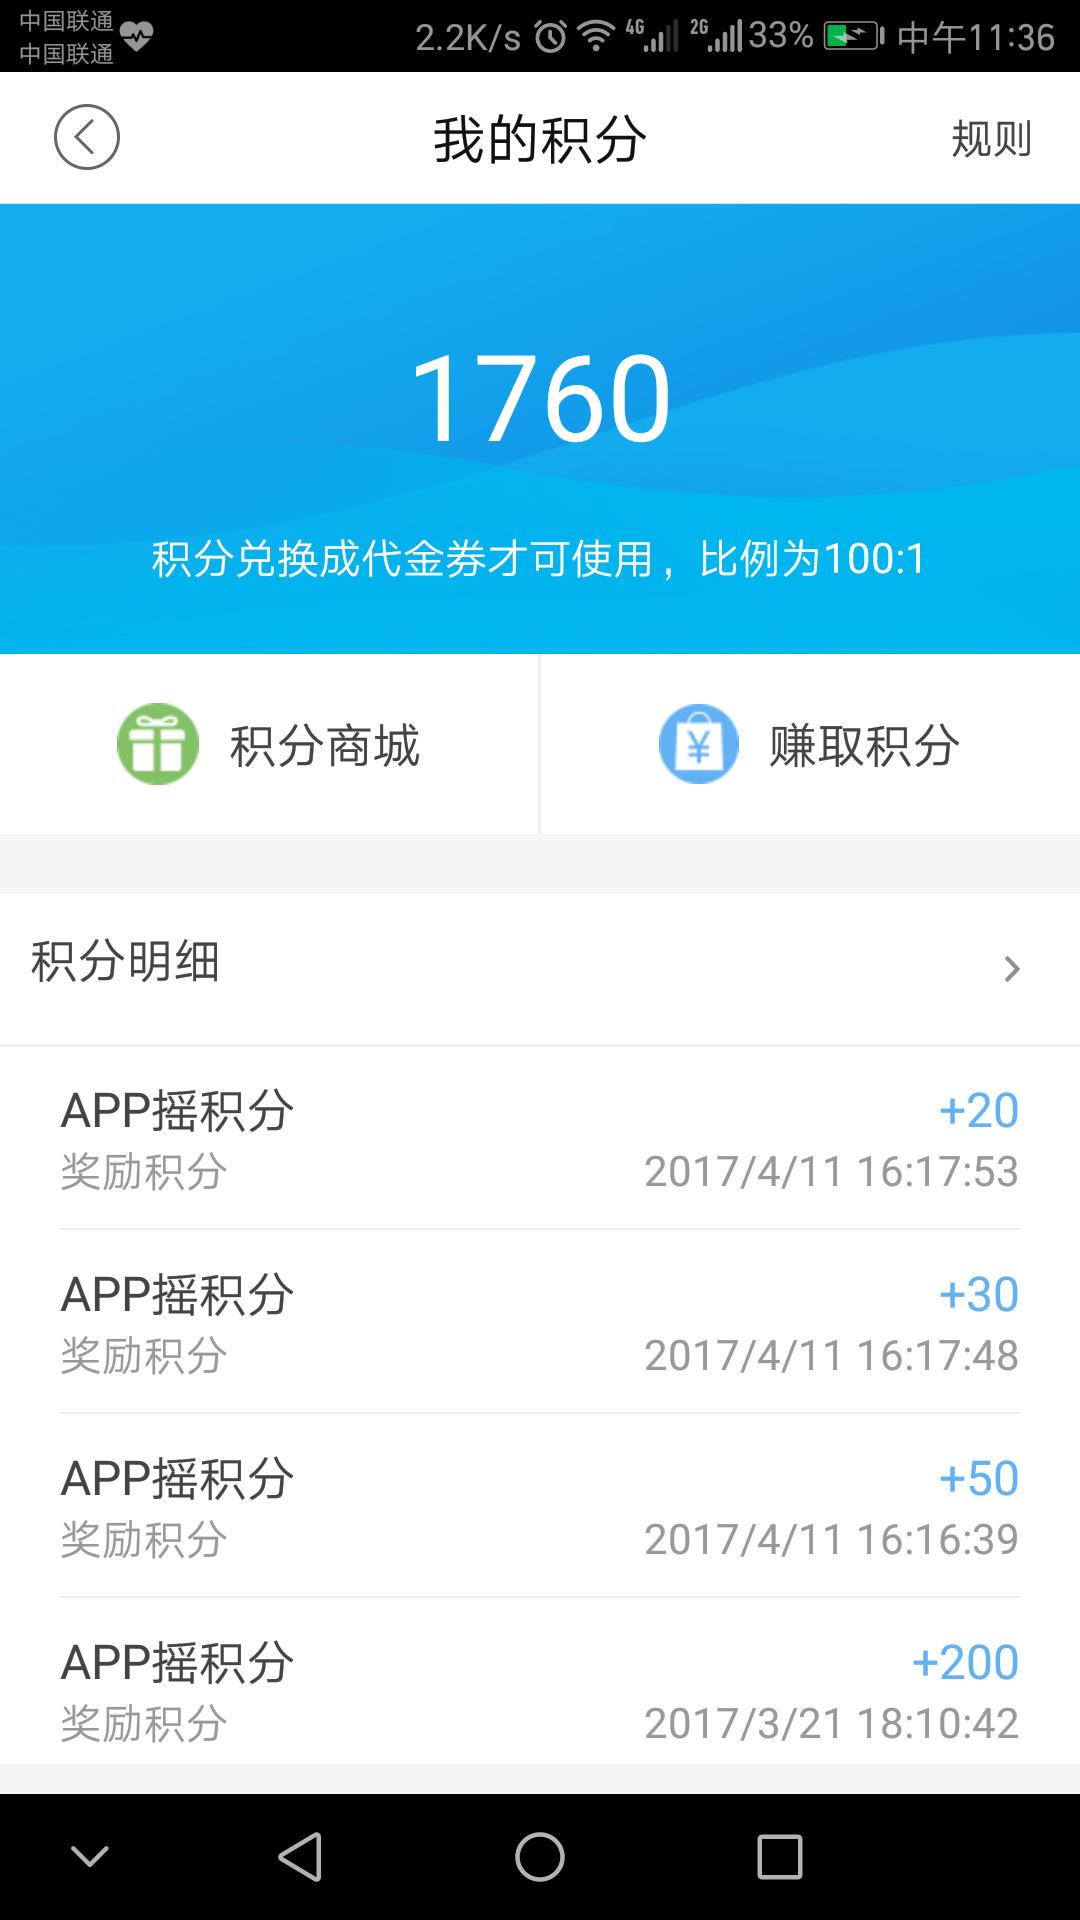 中国联通
中国联通
2.2K/s 4G 2G 33% 中午11:36
我的积分
规则
1760
积分兑换成代金券才可使用，比例为100:1
积分商城
赚取积分
积分明细
APP摇积分 +20
奖励积分 2017/4/11 16:17:53
APP摇积分 +30
奖励积分 2017/4/11 16:17:48
APP摇积分 +50
奖励积分 2017/4/11 16:16:39
APP摇积分 +200
奖励积分 2017/3/21 18:10:42